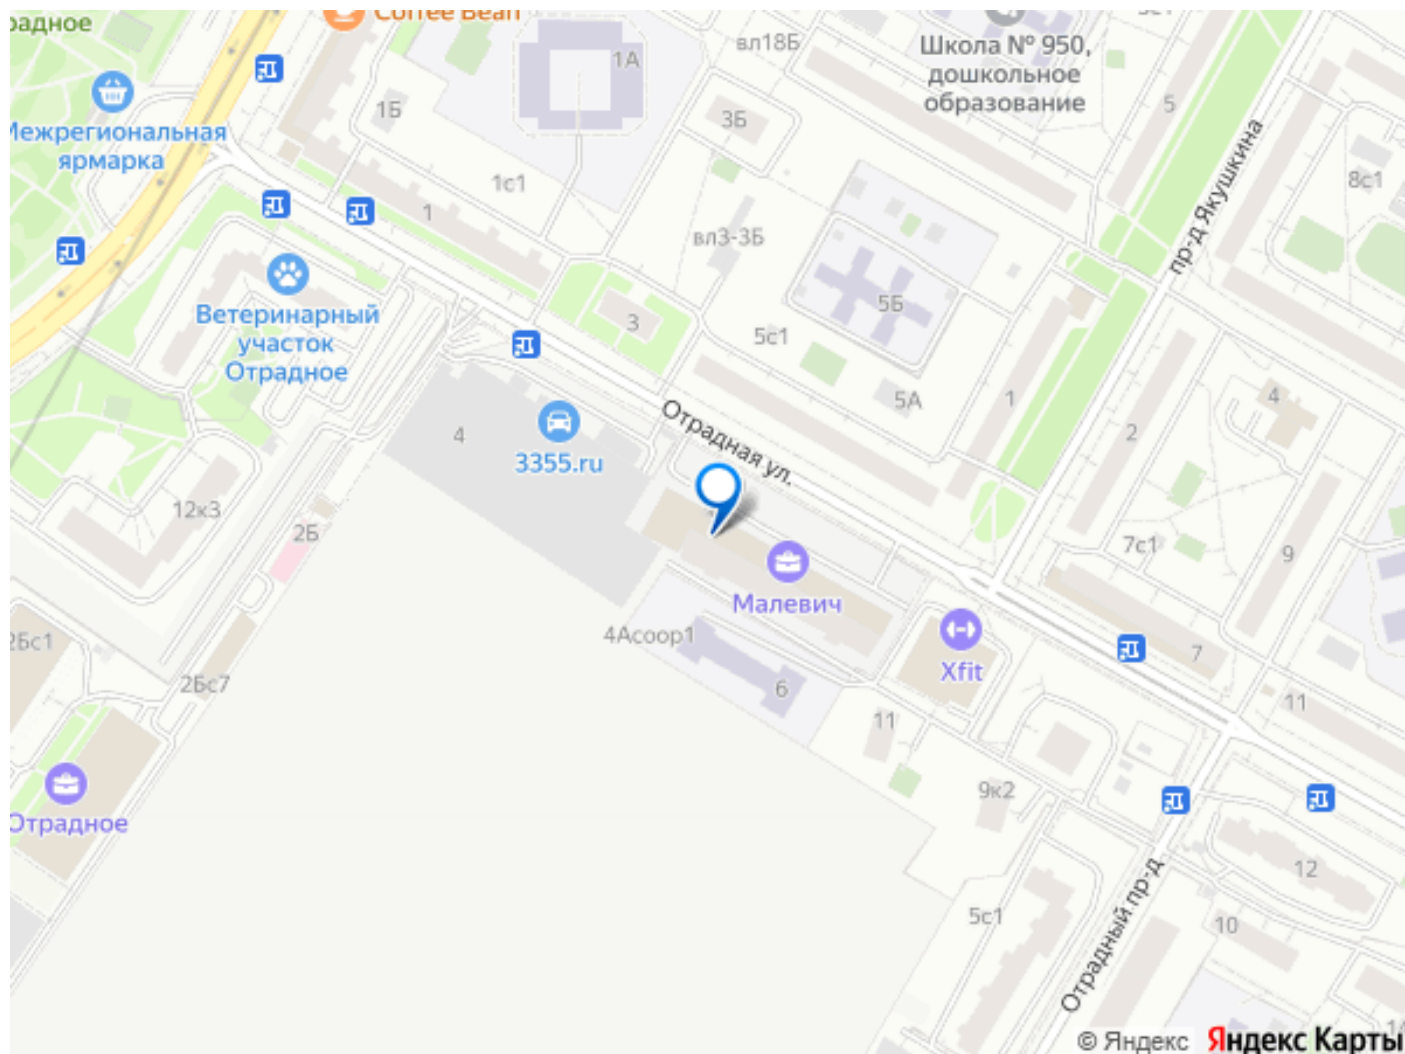 Coffee Bean
1А
вл18Б
Школа № 950,
дошкольное
образование
5
1Б
3Б
Межрегиональная
ярмарка
пр-д Якушкина
8с1
1с1
1
вл3-3Б
Ветеринарный
участок
Отрадное
3
5Б
5с1
5А
1
4
2
4
3355.ru
Отрадная ул.
12к3
2Б
7с1
9
Малевич
4Асоор1
Xfit
7
2Бс7
6
11
11
Отрадное
9к2
12
5с1
10
Отрадный пр-д
© Яндекс
Яндекс Карты